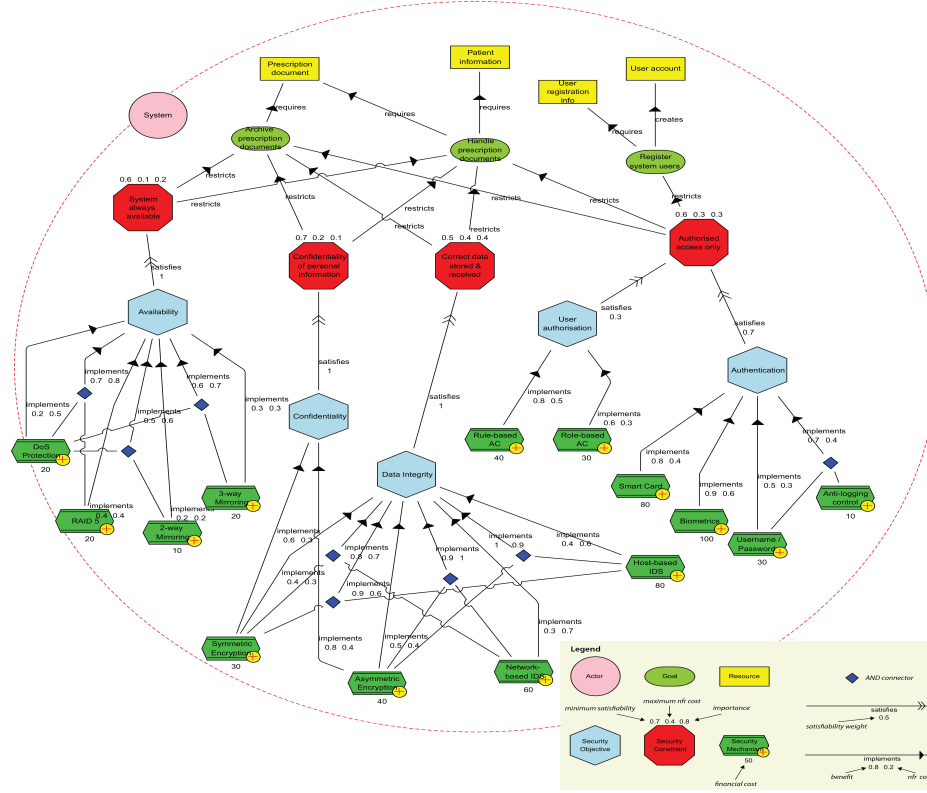 Prescription
document
Patient
information
User account
User
registration
info
System
requires
requires
requires
requires
creates
Archive
prescription
documents
Handle
prescription
documents
Register
system users
restricts
restricts
restricts
restricts
restricts
restricts
restricts
restricts
0.6 0.1 0.2
System
always
available
0.7 0.2 0.1
Confidentiality
of personal
information
0.5 0.4 0.4
Correct data
stored &
received
0.6 0.3 0.3
Authorised
access only
satisfies
1
satisfies
1
satisfies
1
satisfies
0.3
satisfies
0.7
Availability
Confidentiality
Data Integrity
User
authorisation
Authentication
implements
0.2 0.5
implements
0.7 0.8
implements
0.5 0.6
implements
0.6 0.7
implements
0.3 0.3
0.4 0.4
0.2 0.2
DoS
Protection
20
RAID 5
20
2-way
Mirroring
10
3-way
Mirroring
20
implements
0.8 0.5
implements
0.6 0.3
Rule-based
AC
40
Role-based
AC
30
implements
0.8 0.4
implements
0.9 0.6
implements
0.5 0.3
implements
0.7 0.4
Smart Card
80
Biometrics
100
Username /
Password
30
Anti-logging
control
10
implements
0.6 0.3
implements
0.4 0.3
implements
0.7
implements
0.9 0.6
implements
0.9 1
implements
1 0.9
implements
0.4 0.6
implements
0.8 0.4
implements
0.5 0.4
implements
0.3 0.7
Host-based
IDS
80
Symmetric
Encryption
30
Asymmetric
Encryption
40
Network-
based IDS
60
Legend
Actor
Goal
Resource
AND connector
minimum satisfiability
maximum nfr cost
importance
0.7 0.4 0.8
Security
Objective
Security
Constraint
Security
Mechanism
50
financial cost
satisfies
0.5
satisfiability weight
implements
0.8 0.2
benefit
nfr co